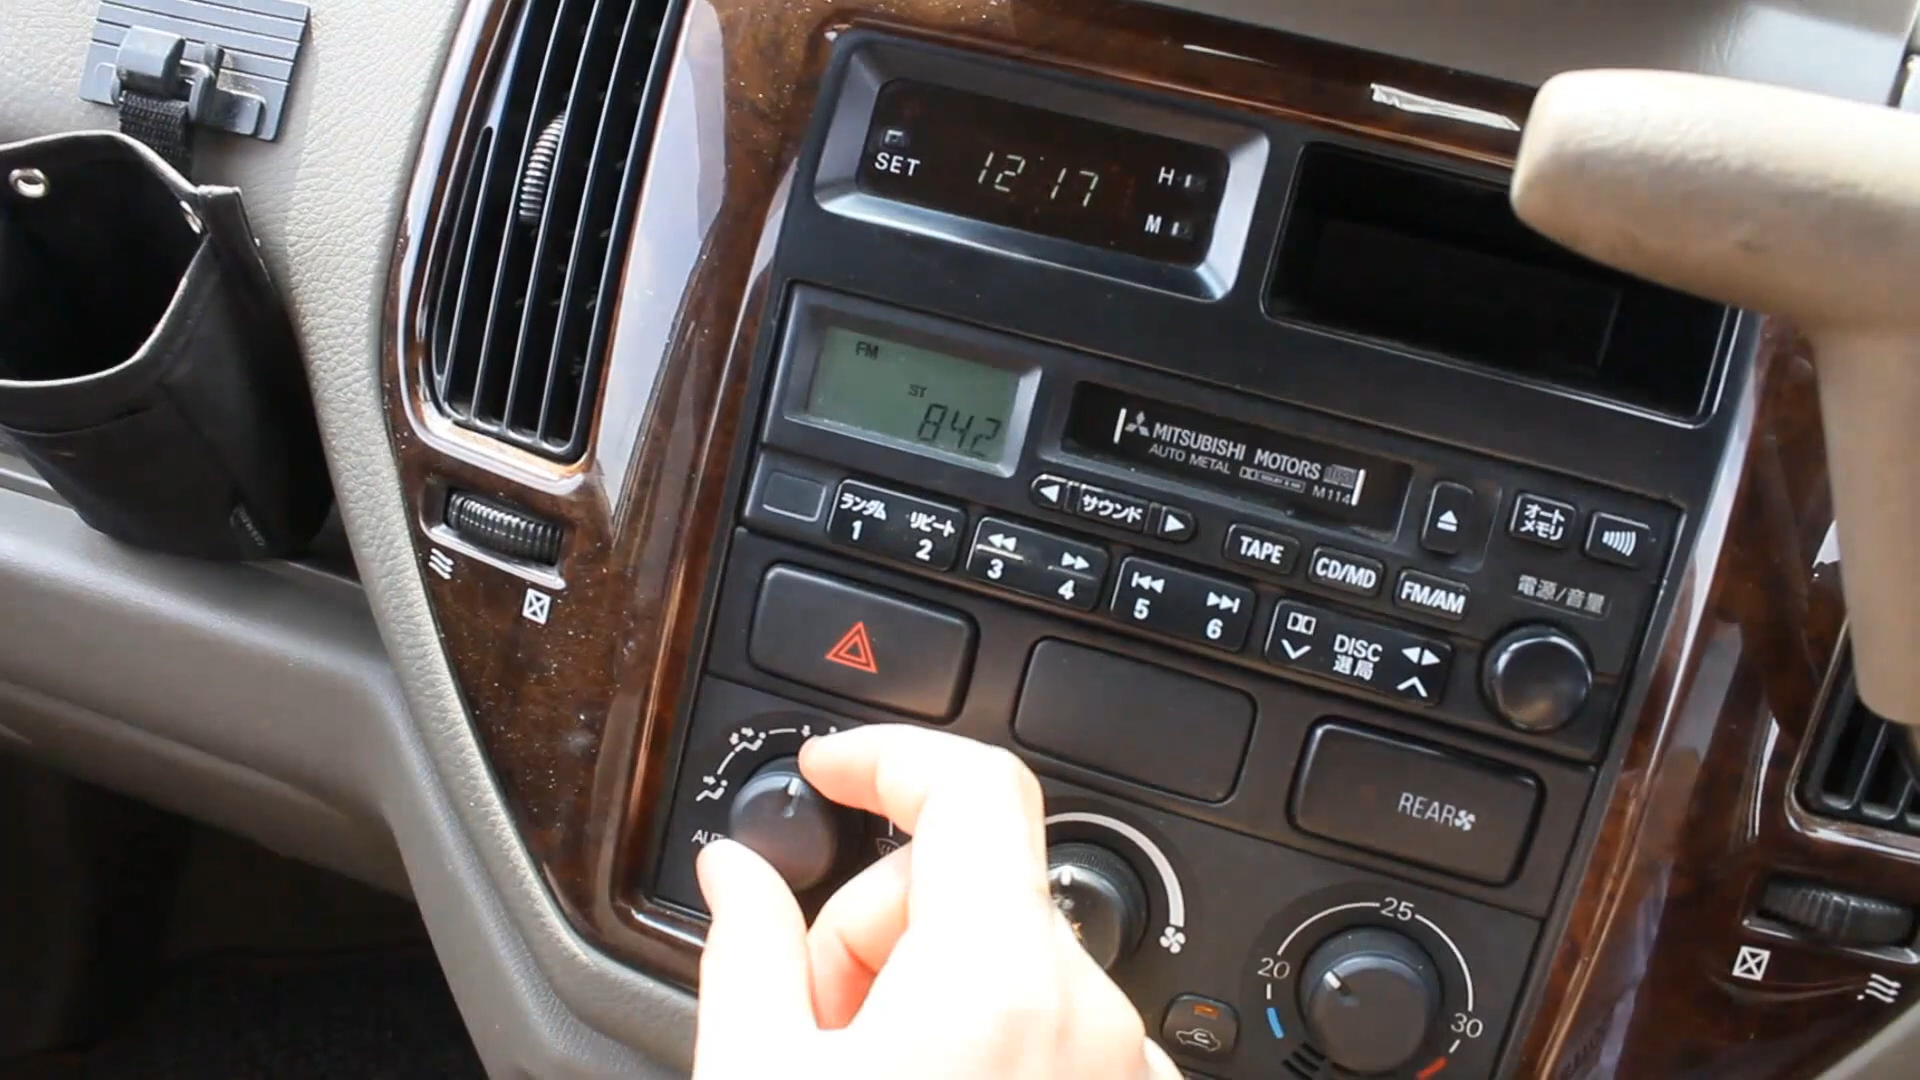 SET 12:17 H
M
FM
ST
84.2
MITSUBISHI MOTORS
AUTO METAL
M114
サウンド
ランダム リピート
1 2 3 4 5 6
TAPE CD/MD FM/AM
オート
メモリ
電源/音量
DISC
選局
REAR
25
20
30